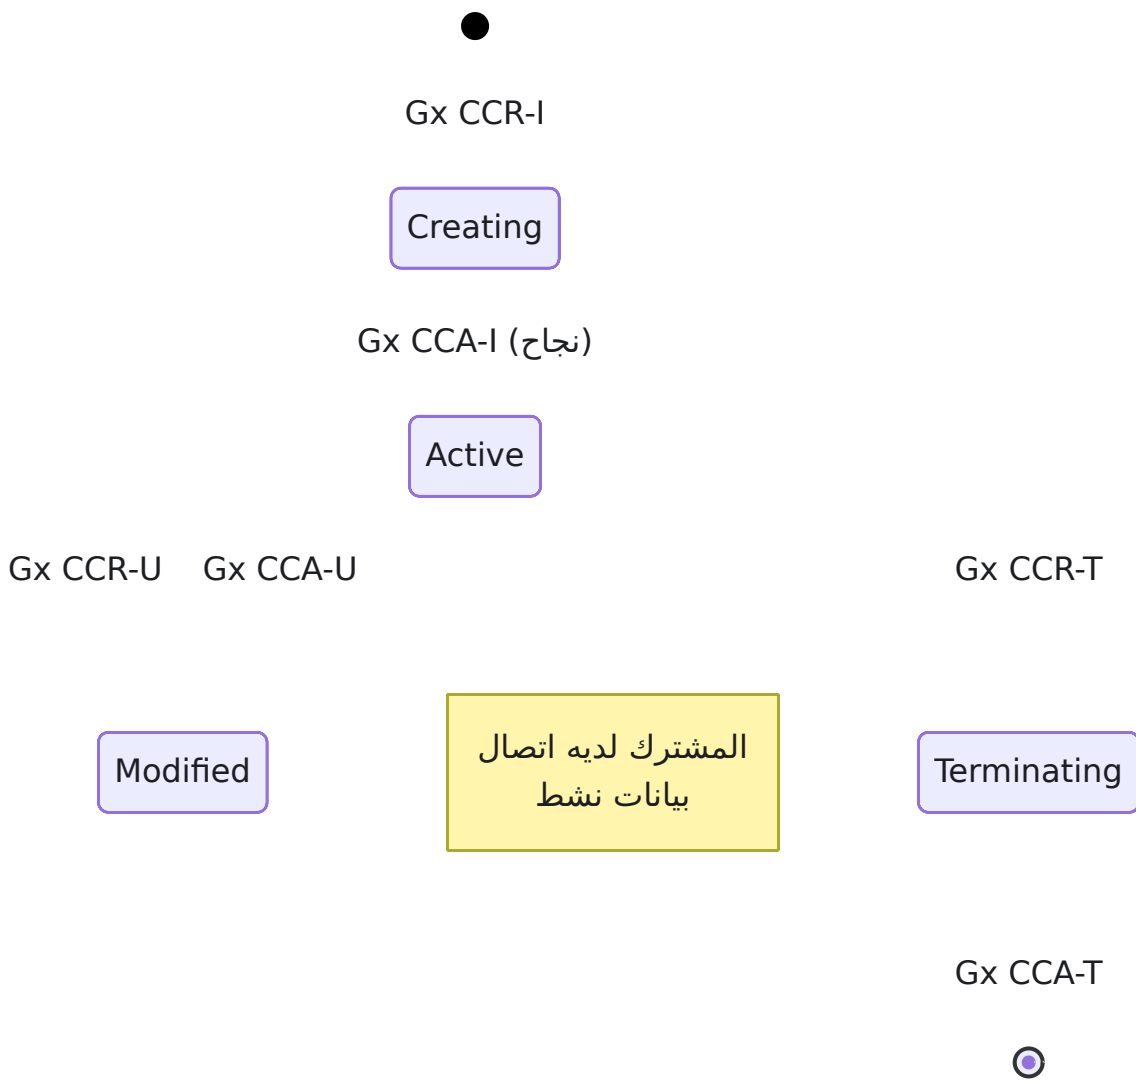 Gx CCR-I
Creating
Gx CCA-I (نجاح)
Active
Gx CCR-U
Gx CCA-U
Gx CCR-T
Modified
المشترك لديه اتصال
بيانات نشط
Terminating
Gx CCA-T